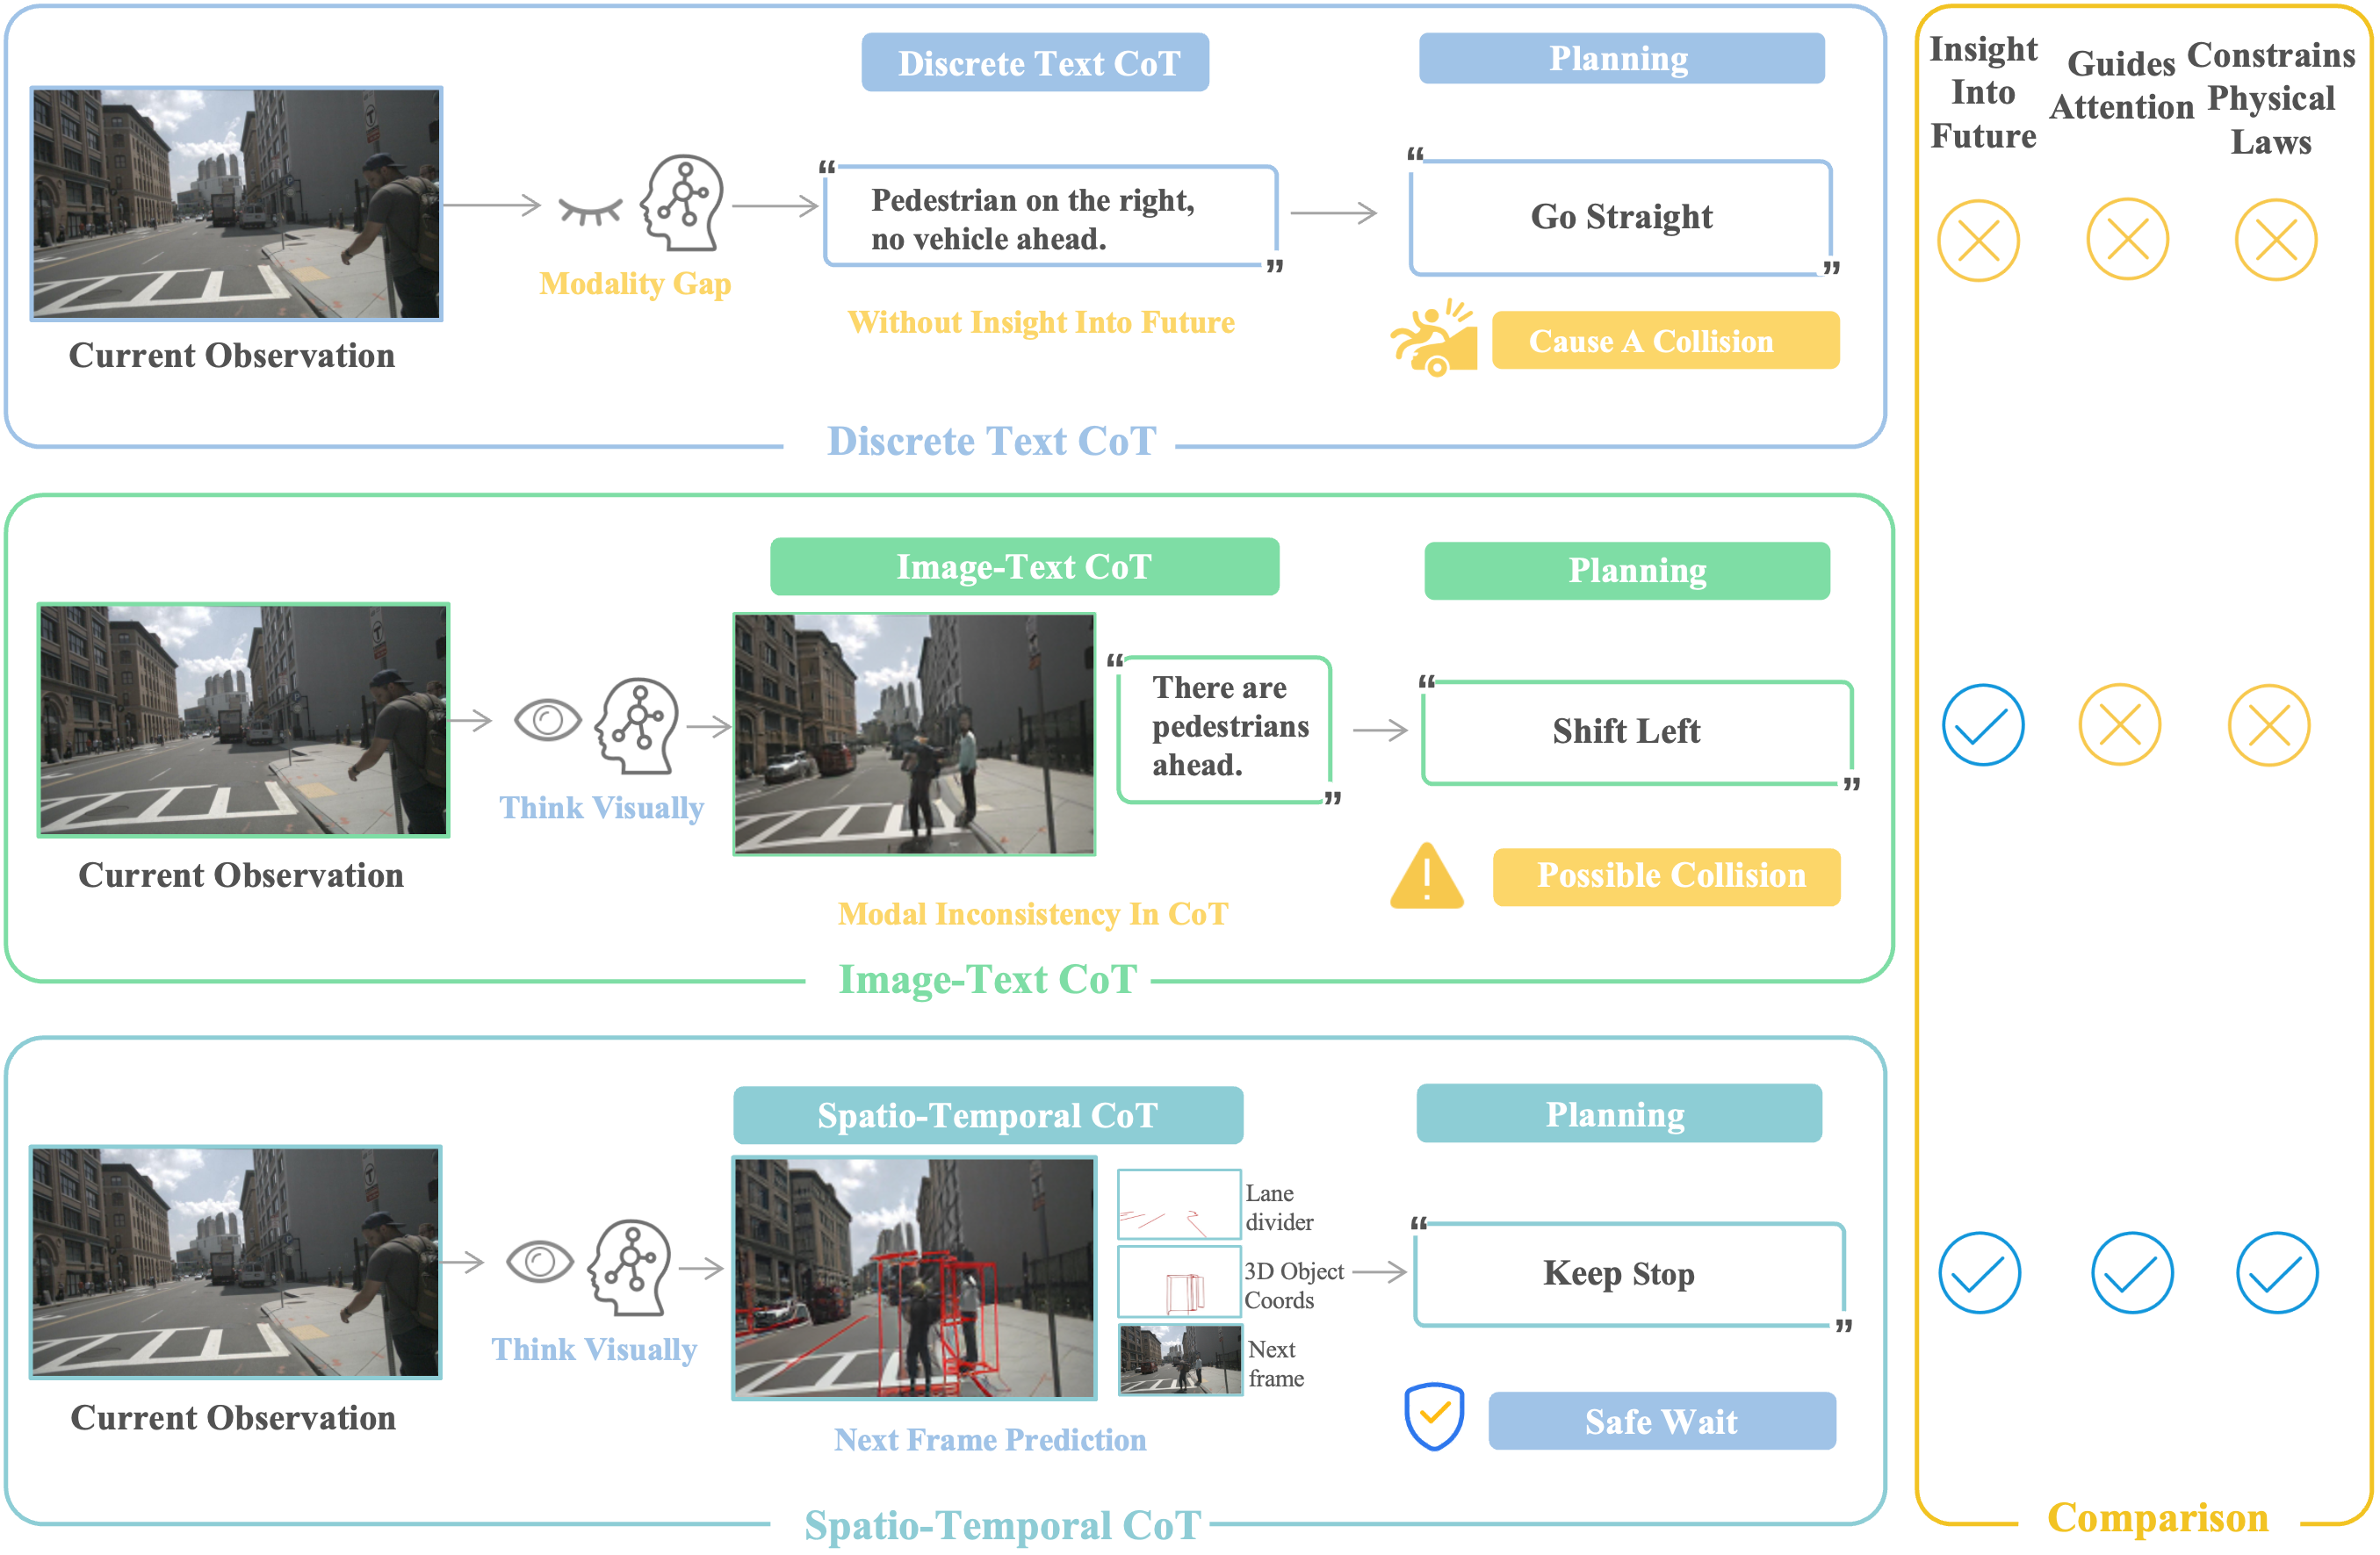 Discrete Text CoT
Planning
“
Pedestrian on the right,
no vehicle ahead.
”
“
Go Straight
”
Modality Gap
Without Insight Into Future
Cause A Collision
Current Observation
Discrete Text CoT
Image-Text CoT
Planning
“
There are
pedestrians
ahead.
”
“
Shift Left
”
Think Visually
Current Observation
Possible Collision
Modal Inconsistency In CoT
Image-Text CoT
Spatio-Temporal CoT
Planning
Lane
divider
3D Object
Coords
Next
frame
“
Keep Stop
”
Think Visually
Current Observation
Next Frame Prediction
Safe Wait
Spatio-Temporal CoT
Insight
Into
Future
Guides
Attention
Constrains
Physical
Laws
Comparison